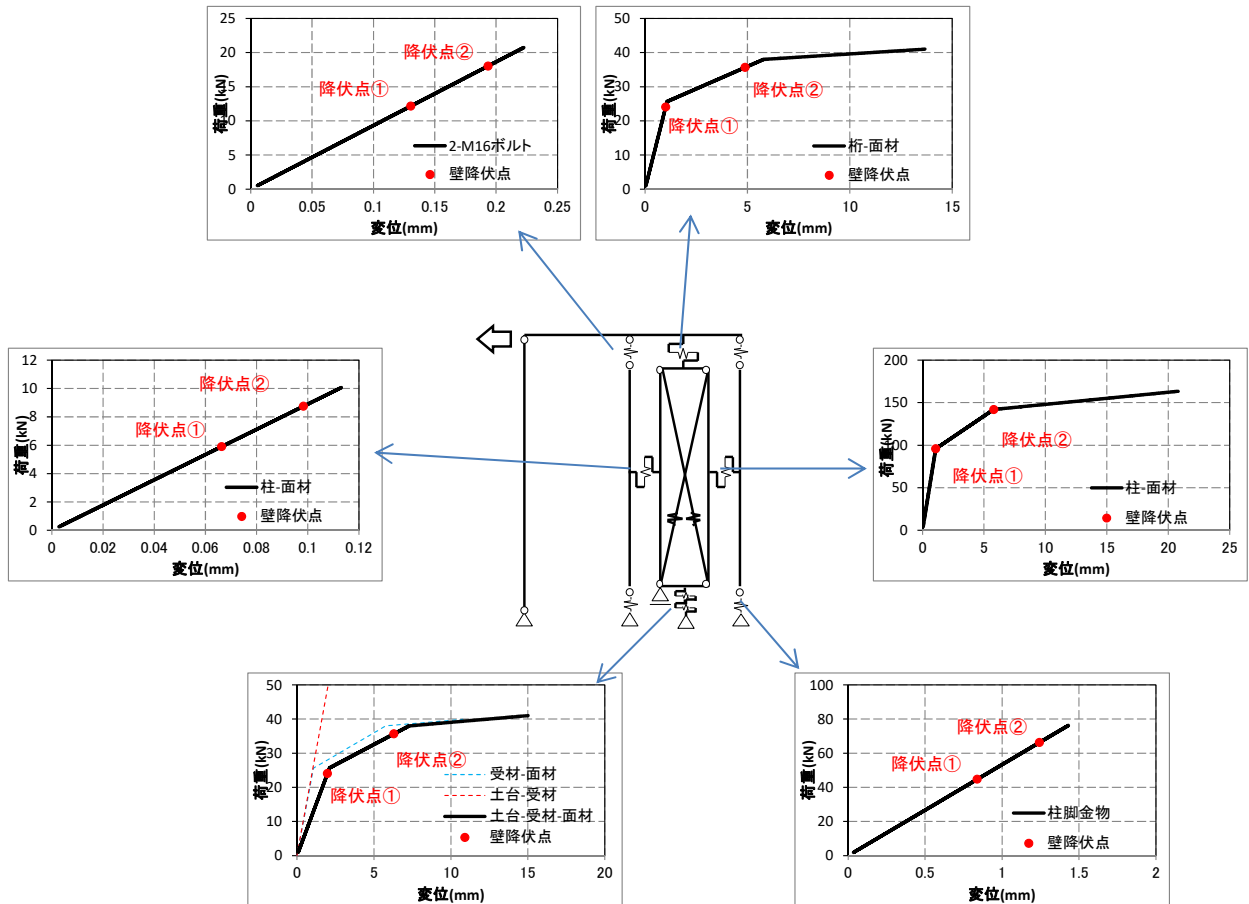 荷重(kN)
25
20
15
10
5
0
0
0.05
0.1
0.15
0.2
0.25
変位(mm)
降伏点②
降伏点①
2-M16ボルト
壁降伏点
荷重(kN)
50
40
30
20
10
0
0
5
10
15
変位(mm)
降伏点②
降伏点①
桁-面材
壁降伏点
荷重(kN)
12
10
8
6
4
2
0
0
0.02
0.04
0.06
0.08
0.1
0.12
変位(mm)
降伏点②
降伏点①
柱-面材
壁降伏点
荷重(kN)
200
150
100
50
0
0
5
10
15
20
25
変位(mm)
降伏点②
降伏点①
柱-面材
壁降伏点
荷重(kN)
50
40
30
20
10
0
0
5
10
15
20
変位(mm)
降伏点②
降伏点①
受材-面材
土台-受材
土台-受材-面材
壁降伏点
荷重(kN)
100
80
60
40
20
0
0
0.5
1
1.5
2
変位(mm)
降伏点②
降伏点①
柱脚金物
壁降伏点